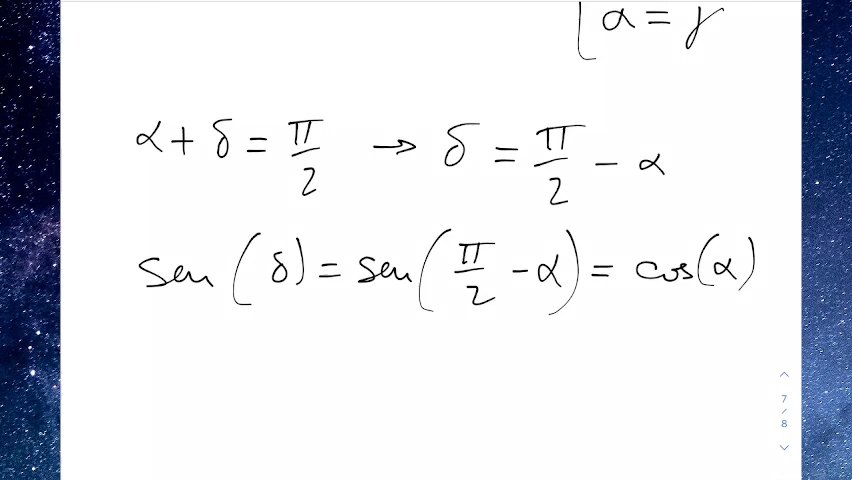 α = γ
α + δ = π/2 → δ = π/2 - α
sen(δ) = sen(π/2 - α) = cos(α)
7
/
8